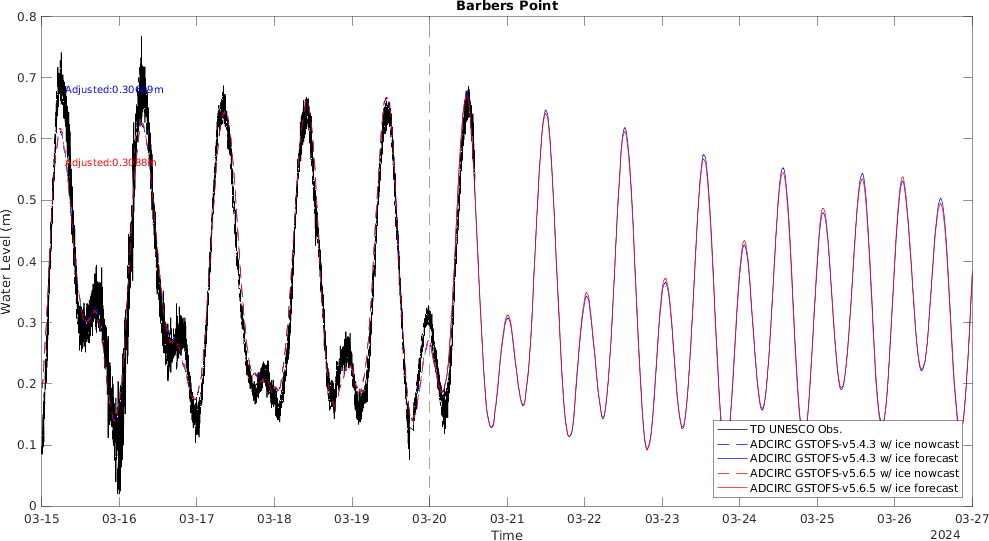 Barbers Point
0.8
0.7
0.6
0.5
0.4
0.3
0.2
0.1
0
Water Level (m)
Adjusted:0.3088m
TD UNESCO Obs.
ADCIRC GSTOFS-v5.4.3 w/ ice nowcast
ADCIRC GSTOFS-v5.4.3 w/ ice forecast
ADCIRC GSTOFS-v5.6.5 w/ ice nowcast
ADCIRC GSTOFS-v5.6.5 w/ ice forecast
03-15 03-16 03-17 03-18 03-19 03-20 03-21 03-22 03-23 03-24 03-25 03-26 03-27
Time
2024